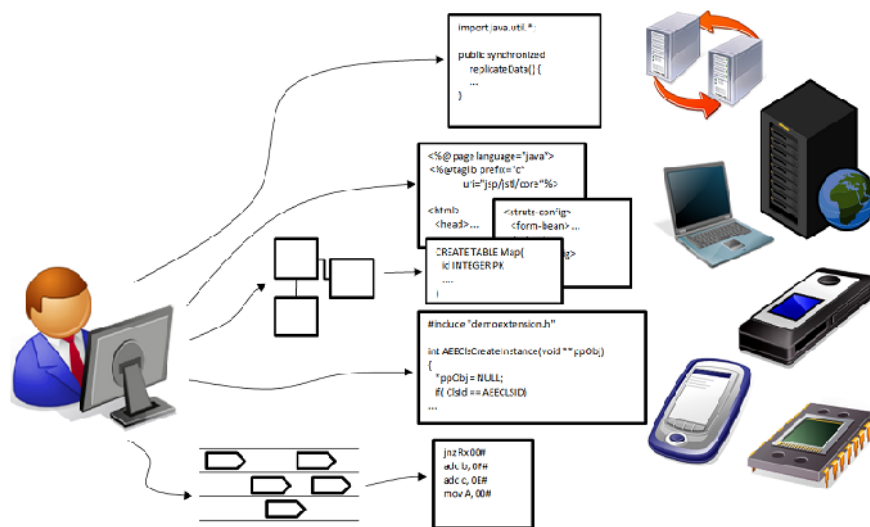 import java.util.*;
public synchronized
replicateData() {
...
}
<%@ page language="java">
<%@taglib prefix="c"
uri="jsp/jstl/core"%>
<html>
<head>...
<struts-config>
<form-bean> ...
CREATE TABLE Map(
id INTEGER PK
....
)
#include "demoextension.h"
int AEEClsCreateInstance(void **ppObj)
{
*ppObj = NULL;
if( ClsId == AEECLSID)
...
jnz Rx 00#
add b, 0F#
adc c, 0E#
mov A, 00#